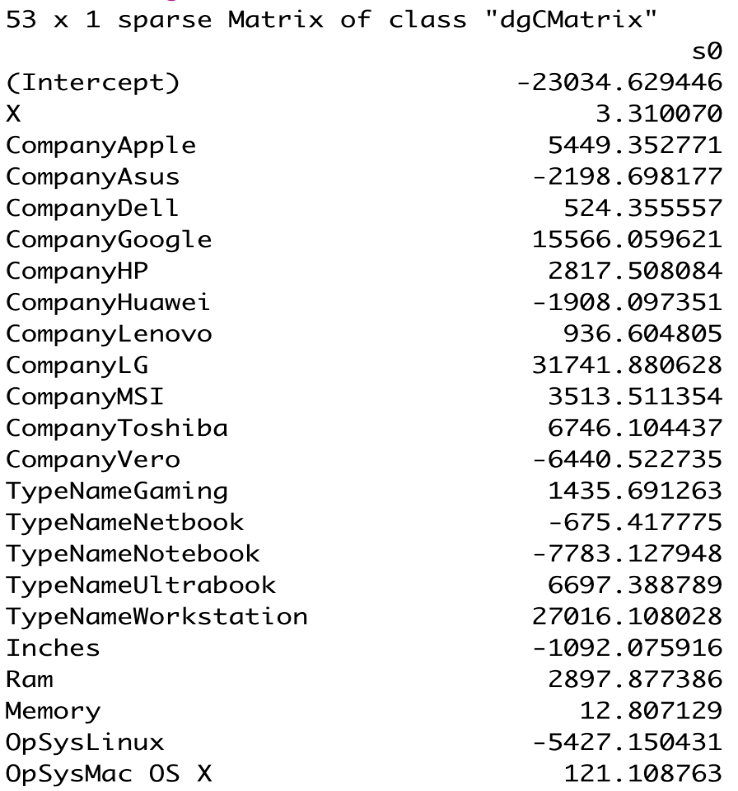 53 x 1 sparse Matrix of class "dgCMatrix"
s0
(Intercept) -23034.629446
X 3.310070
CompanyApple 5449.352771
CompanyAsus -2198.698177
CompanyDell 524.355557
CompanyGoogle 15566.059621
CompanyHP 2817.508084
CompanyHuawei -1908.097351
CompanyLenovo 936.604805
CompanyLG 31741.880628
CompanyMSI 3513.511354
CompanyToshiba 6746.104437
CompanyVero -6440.522735
TypeNameGaming 1435.691263
TypeNameNetbook -675.417775
TypeNameNotebook -7783.127948
TypeNameUltrabook 6697.388789
TypeNameWorkstation 27016.108028
Inches -1092.075916
Ram 2897.877386
Memory 12.807129
OpSysLinux -5427.150431
OpSysMac OS X 121.108763